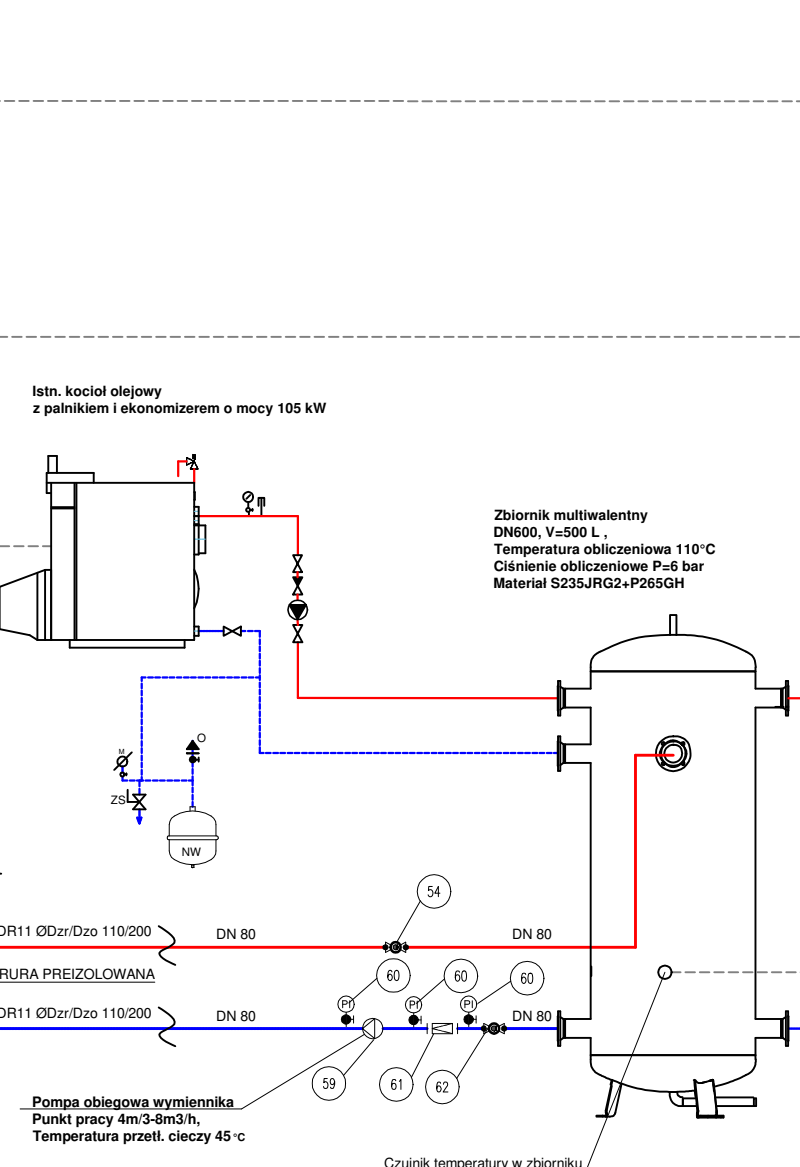 Istn. kocioł olejowy
z palnikiem i ekonomizerem o mocy 105 kW
Zbiornik multiwalentny
DN600, V=500 L ,
Temperatura obliczeniowa 110°C
Ciśnienie obliczeniowe P=6 bar
Materiał S235JRG2+P265GH
M
O
ZS
NW
54
DR11 ØDzr/Dzo 110/200
DN 80
DN 80
RURA PREIZOLOWANA
60
60
60
PI
PI
PI
DR11 ØDzr/Dzo 110/200
DN 80
DN 80
59
61
62
Pompa obiegowa wymiennika
Punkt pracy 4m/3-8m3/h,
Temperatura przetł. cieczy 45°C
Czujnik temperatury w zbiorniku